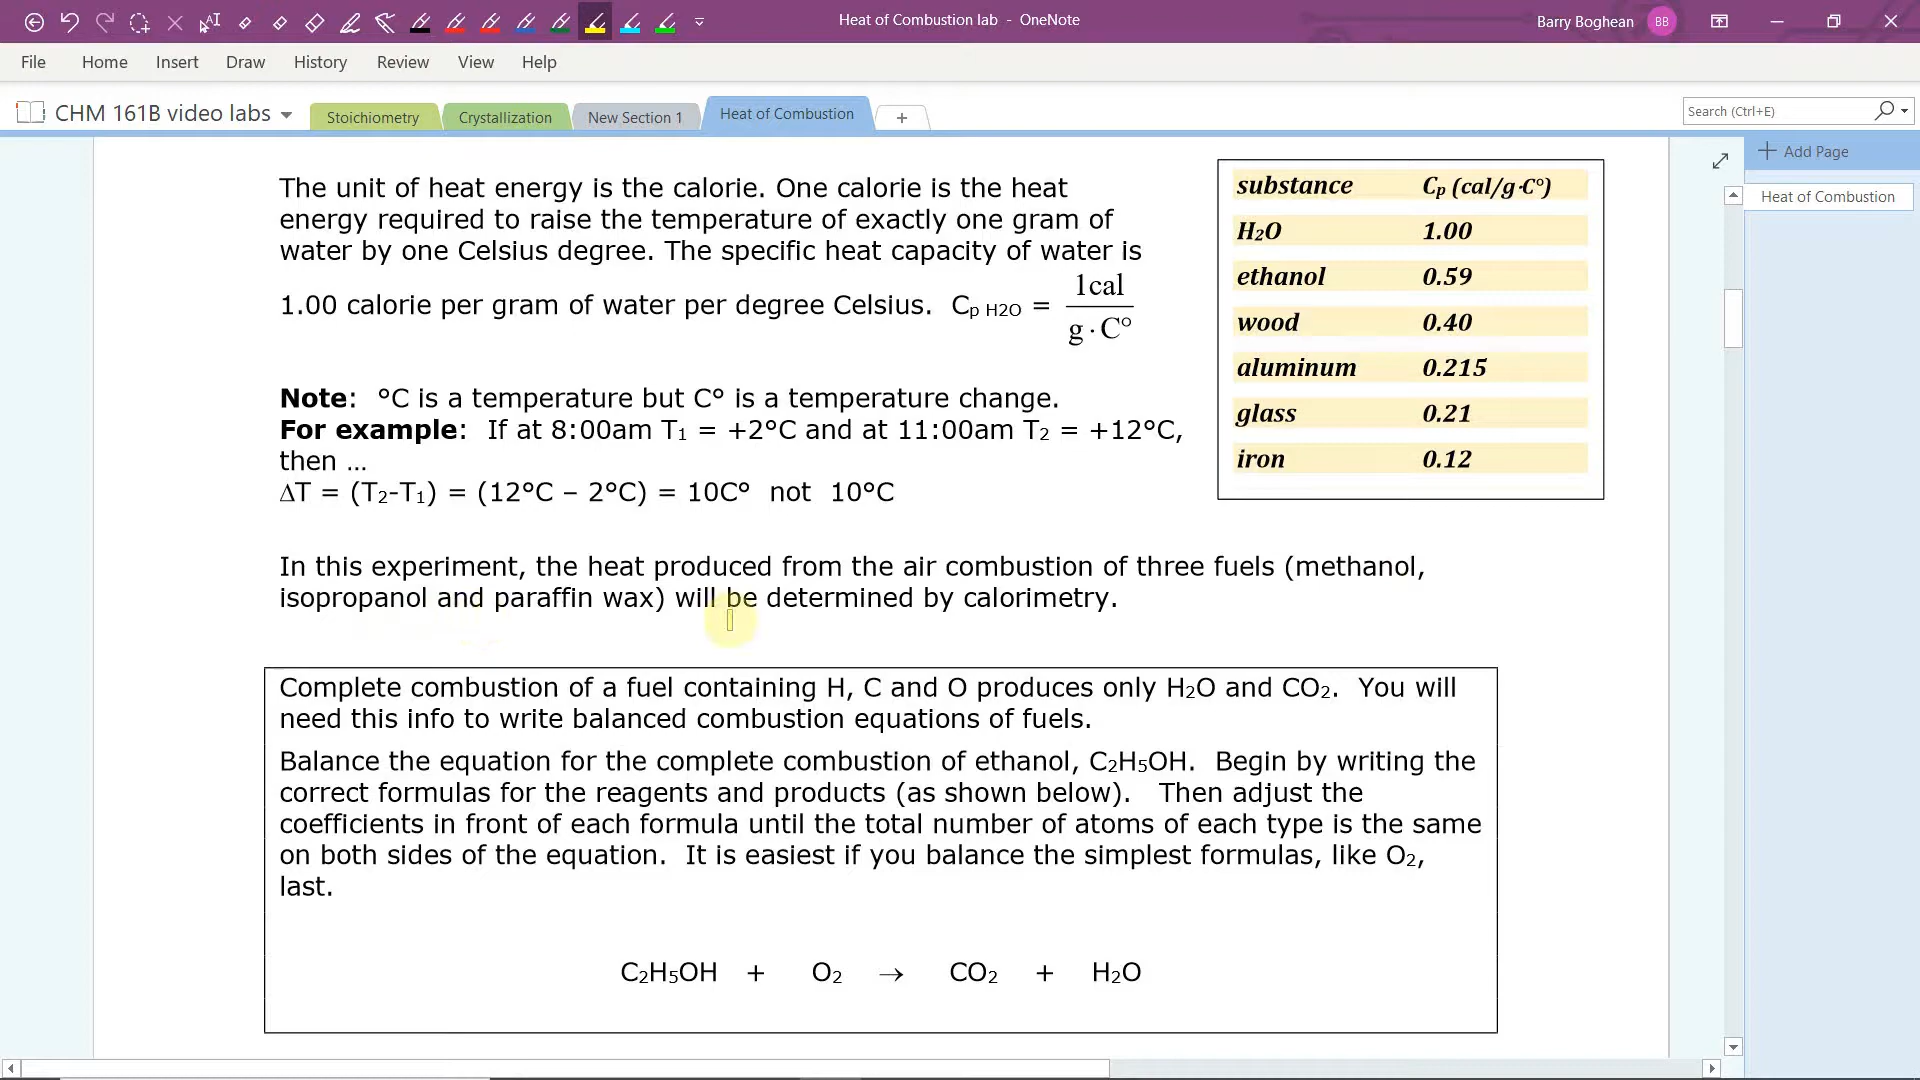 Heat of Combustion lab - OneNote
Barry Boghean BB
File Home Insert Draw History Review View Help
CHM 161B video labs
Stoichiometry Crystallization New Section 1 Heat of Combustion +
Search (Ctrl+E)
Add Page
Heat of Combustion
The unit of heat energy is the calorie. One calorie is the heat
energy required to raise the temperature of exactly one gram of
water by one Celsius degree. The specific heat capacity of water is
1.00 calorie per gram of water per degree Celsius. Cp H2O = 1cal / g·C°
substance Cp (cal/g·C°)
H₂O 1.00
ethanol 0.59
wood 0.40
aluminum 0.215
glass 0.21
iron 0.12
Note: °C is a temperature but C° is a temperature change.
For example: If at 8:00am T₁ = +2°C and at 11:00am T₂ = +12°C,
then …
ΔT = (T₂-T₁) = (12°C – 2°C) = 10C° not 10°C
In this experiment, the heat produced from the air combustion of three fuels (methanol,
isopropanol and paraffin wax) will be determined by calorimetry.
Complete combustion of a fuel containing H, C and O produces only H₂O and CO₂. You will
need this info to write balanced combustion equations of fuels.
Balance the equation for the complete combustion of ethanol, C₂H₅OH. Begin by writing the
correct formulas for the reagents and products (as shown below). Then adjust the
coefficients in front of each formula until the total number of atoms of each type is the same
on both sides of the equation. It is easiest if you balance the simplest formulas, like O₂,
last.
C₂H₅OH + O₂ → CO₂ + H₂O